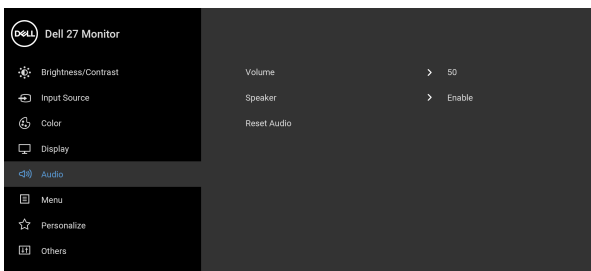 DELL Dell 27 Monitor
Brightness/Contrast
Input Source
Color
Display
Audio
Menu
Personalize
Others
Volume 50
Speaker Enable
Reset Audio